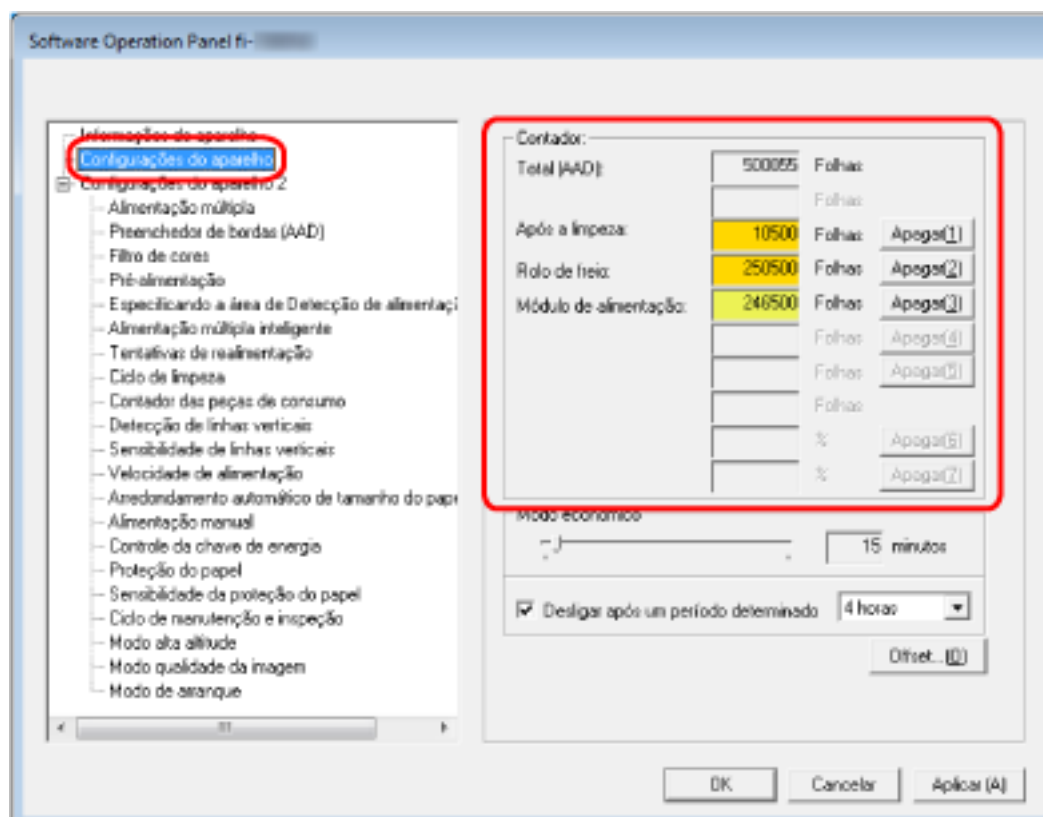 Software Operation Panel fi-
Informações do aparelho
Configurações do aparelho
Configurações do aparelho 2
Alimentação múltipla
Preenchedor de bordas (AAD)
Filtro de cores
Pré-alimentação
Especificando a área de Detecção de alimentaçã
Alimentação múltipla inteligente
Tentativas de realimentação
Ciclo de limpeza
Contador das peças de consumo
Detecção de linhas verticais
Sensibilidade de linhas verticais
Velocidade de alimentação
Arredondamento automático de tamanho do pape
Alimentação manual
Controle da chave de energia
Proteção do papel
Sensibilidade da proteção do papel
Ciclo de manutenção e inspeção
Modo alta altitude
Modo qualidade da imagem
Modo de arranque
Contador:
Total (AAD): 500055 Folhas
Folhas
Após a limpeza: 10500 Folhas Apagar(1)
Rolo de freio: 250500 Folhas Apagar(2)
Módulo de alimentação: 246500 Folhas Apagar(3)
Folhas Apagar(4)
Folhas Apagar(5)
Folhas
% Apagar(6)
% Apagar(7)
Modo econômico
15 minutos
Desligar após um período determinado 4 horas
Offset...(O)
OK Cancelar Aplicar (A)